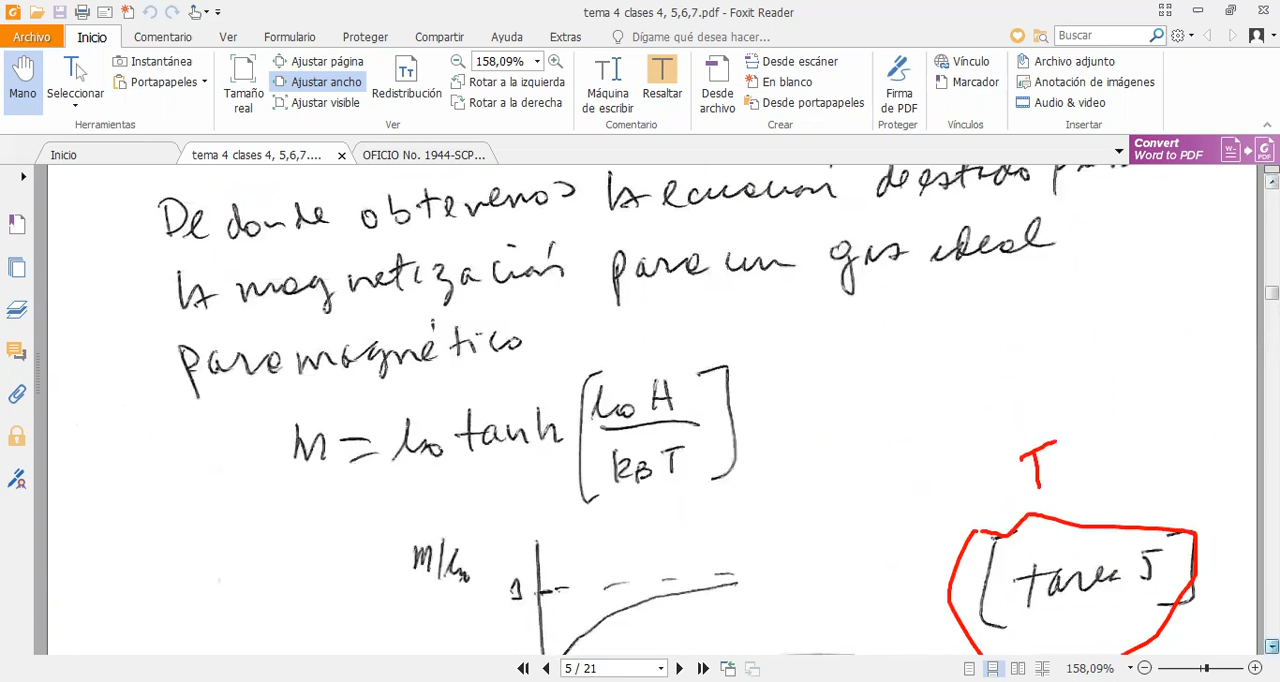 tema 4 clases 4, 5,6,7.pdf - Foxit Reader
Archivo Inicio Comentario Ver Formulario Proteger Compartir Ayuda Extras Dígame qué desea hacer... Buscar
Mano
Seleccionar
Instantánea
Portapapeles
Herramientas
Tamaño real
Ajustar página
Ajustar ancho
Ajustar visible
Redistribución
158,09%
Rotar a la izquierda
Rotar a la derecha
Ver
Máquina de escribir
Resaltar
Comentario
Desde archivo
Desde escáner
En blanco
Desde portapapeles
Crear
Firma de PDF
Proteger
Vínculo
Marcador
Vínculos
Archivo adjunto
Anotación de imágenes
Audio & video
Insertar
Inicio tema 4 clases 4, 5,6,7.... OFICIO No. 1944-SCP...
Convert
Word to PDF
De donde obtenemos la ecuación de estado
la magnetización para un gas ideal
paramagnético
M = μo tanh [μo H / kB T]
T
M/μo
1
[tarea 5]
5 / 21
158,09%